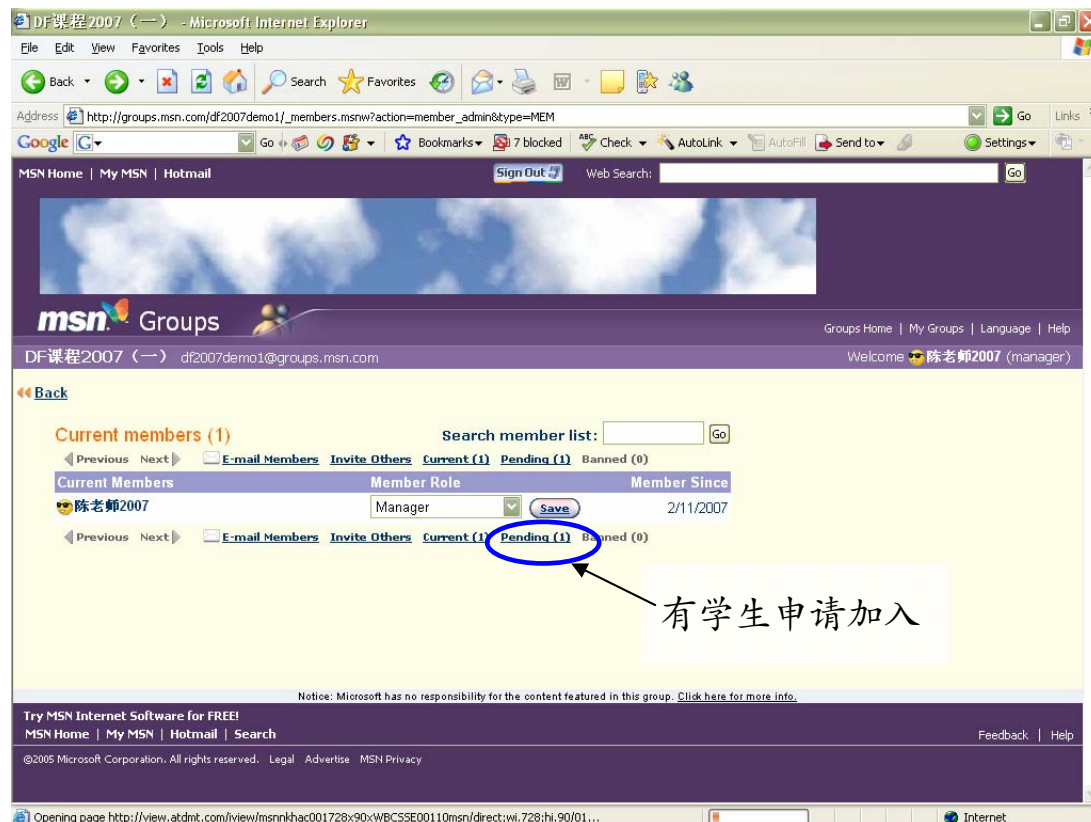 DF课程2007（一） - Microsoft Internet Explorer
File Edit View Favorites Tools Help
Back Search Favorites
Address http://groups.msn.com/df2007demo1/_members.msnw?action=member_admin&type=MEM Go Links
Google G Go Bookmarks 7 blocked ABC Check AutoLink AutoFill Send to Settings
MSN Home | My MSN | Hotmail Sign Out Web Search: Go
msn Groups
Groups Home | My Groups | Language | Help
DF课程2007（一） df2007demo1@groups.msn.com Welcome 陈老师2007 (manager)
Back
Current members (1) Search member list: Go
Previous Next E-mail Members Invite Others Current (1) Pending (1) Banned (0)
Current Members Member Role Member Since
陈老师2007 Manager Save 2/11/2007
Previous Next E-mail Members Invite Others Current (1) Pending (1) Banned (0)
有学生申请加入
Notice: Microsoft has no responsibility for the content featured in this group. Click here for more info.
Try MSN Internet Software for FREE!
MSN Home | My MSN | Hotmail | Search Feedback | Help
©2005 Microsoft Corporation. All rights reserved. Legal Advertise MSN Privacy
Opening page http://view.atdmt.com/iview/msnnkhac001728x90xWBCSSE00110msn/direct;wi.728;hi.90/01... Internet